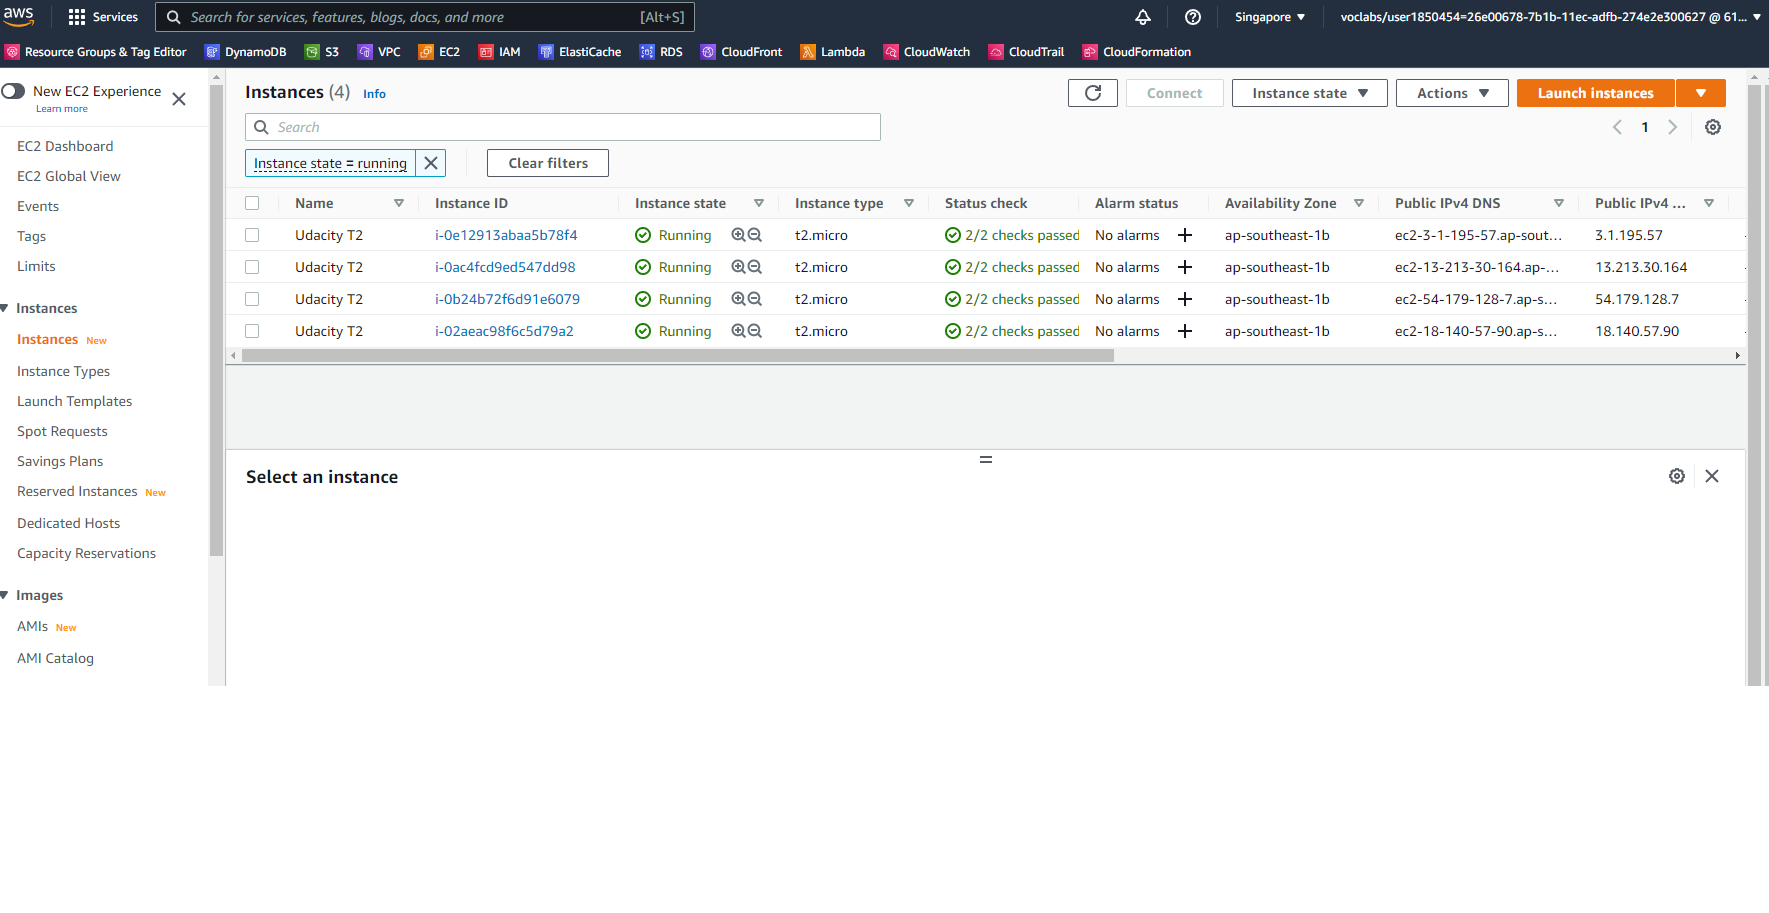 aws Services Search for services, features, blogs, docs, and more [Alt+S] Singapore voclabs/user1850454=26e00678-7b1b-11ec-adfb-274e2e300627 @ 61...
Resource Groups & Tag Editor DynamoDB S3 VPC EC2 IAM ElastiCache RDS CloudFront Lambda CloudWatch CloudTrail CloudFormation
New EC2 Experience
Learn more
EC2 Dashboard
EC2 Global View
Events
Tags
Limits
Instances
Instances New
Instance Types
Launch Templates
Spot Requests
Savings Plans
Reserved Instances New
Dedicated Hosts
Capacity Reservations
Images
AMIs New
AMI Catalog
Instances (4) Info Connect Instance state Actions Launch instances
Search 1
Instance state = running Clear filters
Name Instance ID Instance state Instance type Status check Alarm status Availability Zone Public IPv4 DNS Public IPv4 ...
Udacity T2 i-0e12913abaa5b78f4 Running t2.micro 2/2 checks passed No alarms + ap-southeast-1b ec2-3-1-195-57.ap-sout... 3.1.195.57
Udacity T2 i-0ac4fcd9ed547dd98 Running t2.micro 2/2 checks passed No alarms + ap-southeast-1b ec2-13-213-30-164.ap-... 13.213.30.164
Udacity T2 i-0b24b72f6d91e6079 Running t2.micro 2/2 checks passed No alarms + ap-southeast-1b ec2-54-179-128-7.ap-s... 54.179.128.7
Udacity T2 i-02aeac98f6c5d79a2 Running t2.micro 2/2 checks passed No alarms + ap-southeast-1b ec2-18-140-57-90.ap-s... 18.140.57.90
Select an instance